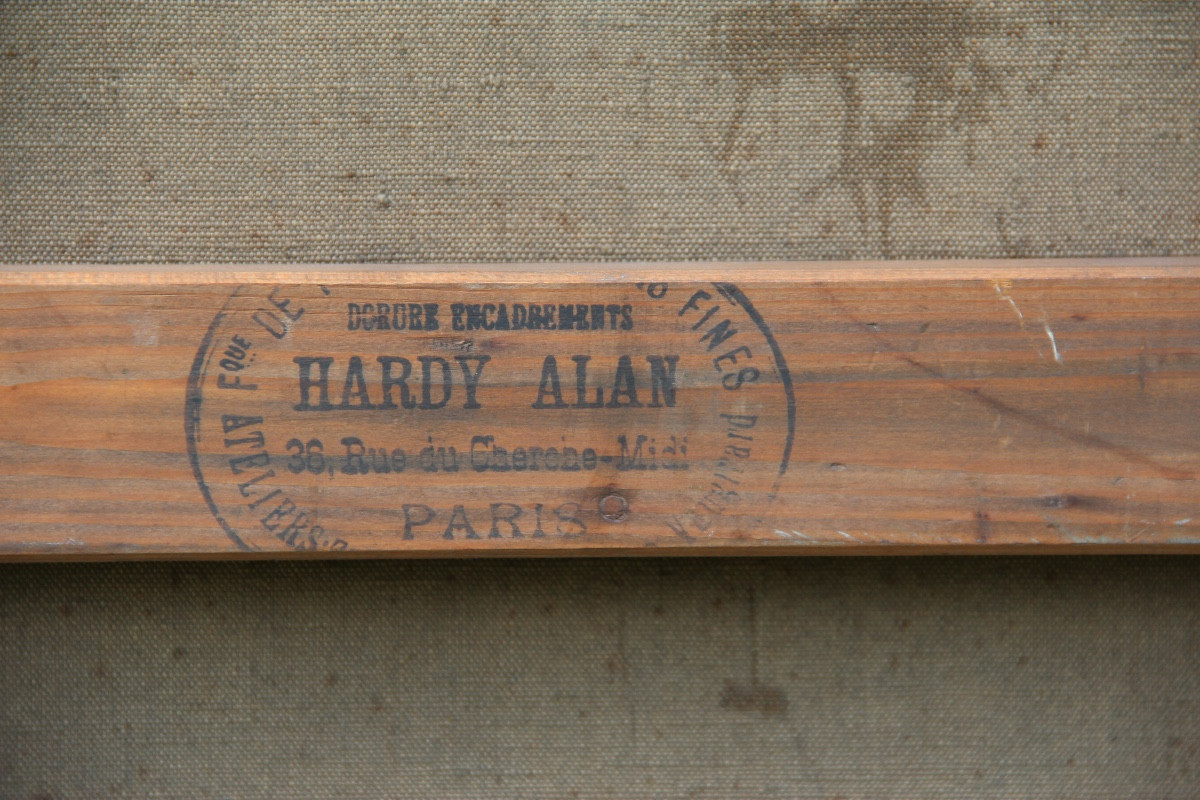 Fque DE
FINES
DORURE ENCADREMENTS
HARDY ALAN
36, Rue du Cherche-Midi
PARIS
ATELIERS